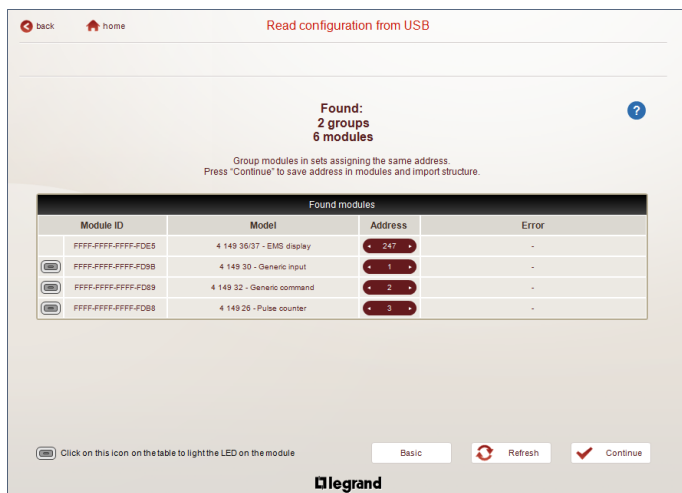 back
home
Read configuration from USB
Found:
2 groups
6 modules
?
Group modules in sets assigning the same address.
Press "Continue" to save address in modules and import structure.
Found modules
Module ID Model Address Error
FFFF-FFFF-FFFF-FDE5 4 149 36/37 - EMS display 247 -
FFFF-FFFF-FFFF-FD9B 4 149 30 - Generic input 1 -
FFFF-FFFF-FFFF-FD89 4 149 32 - Generic command 2 -
FFFF-FFFF-FFFF-FDB8 4 149 26 - Pulse counter 3 -
Click on this icon on the table to light the LED on the module
Basic
Refresh
Continue
legrand